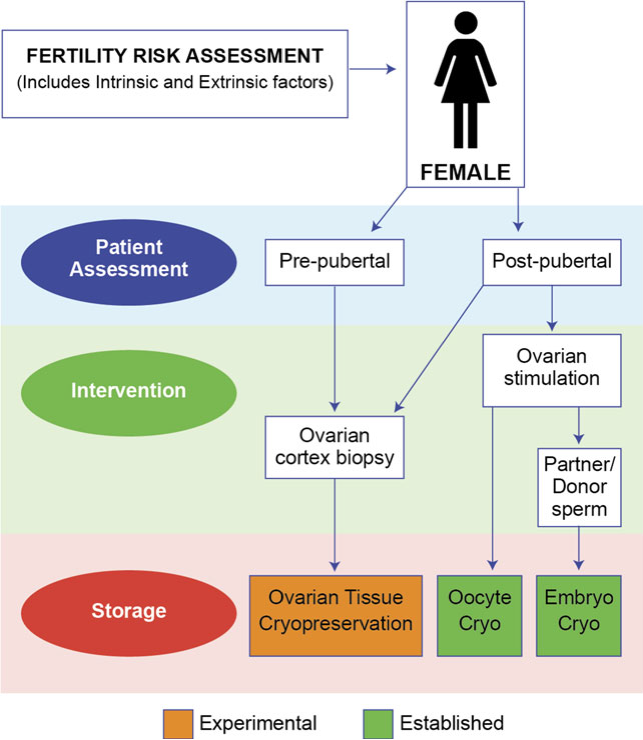 FERTILITY RISK ASSESSMENT
(Includes Intrinsic and Extrinsic factors)
FEMALE
Patient
Assessment
Pre-pubertal
Post-pubertal
Intervention
Ovarian
stimulation
Ovarian
cortex biopsy
Partner/
Donor
sperm
Storage
Ovarian Tissue
Cryopreservation
Oocyte
Cryo
Embryo
Cryo
Experimental
Established